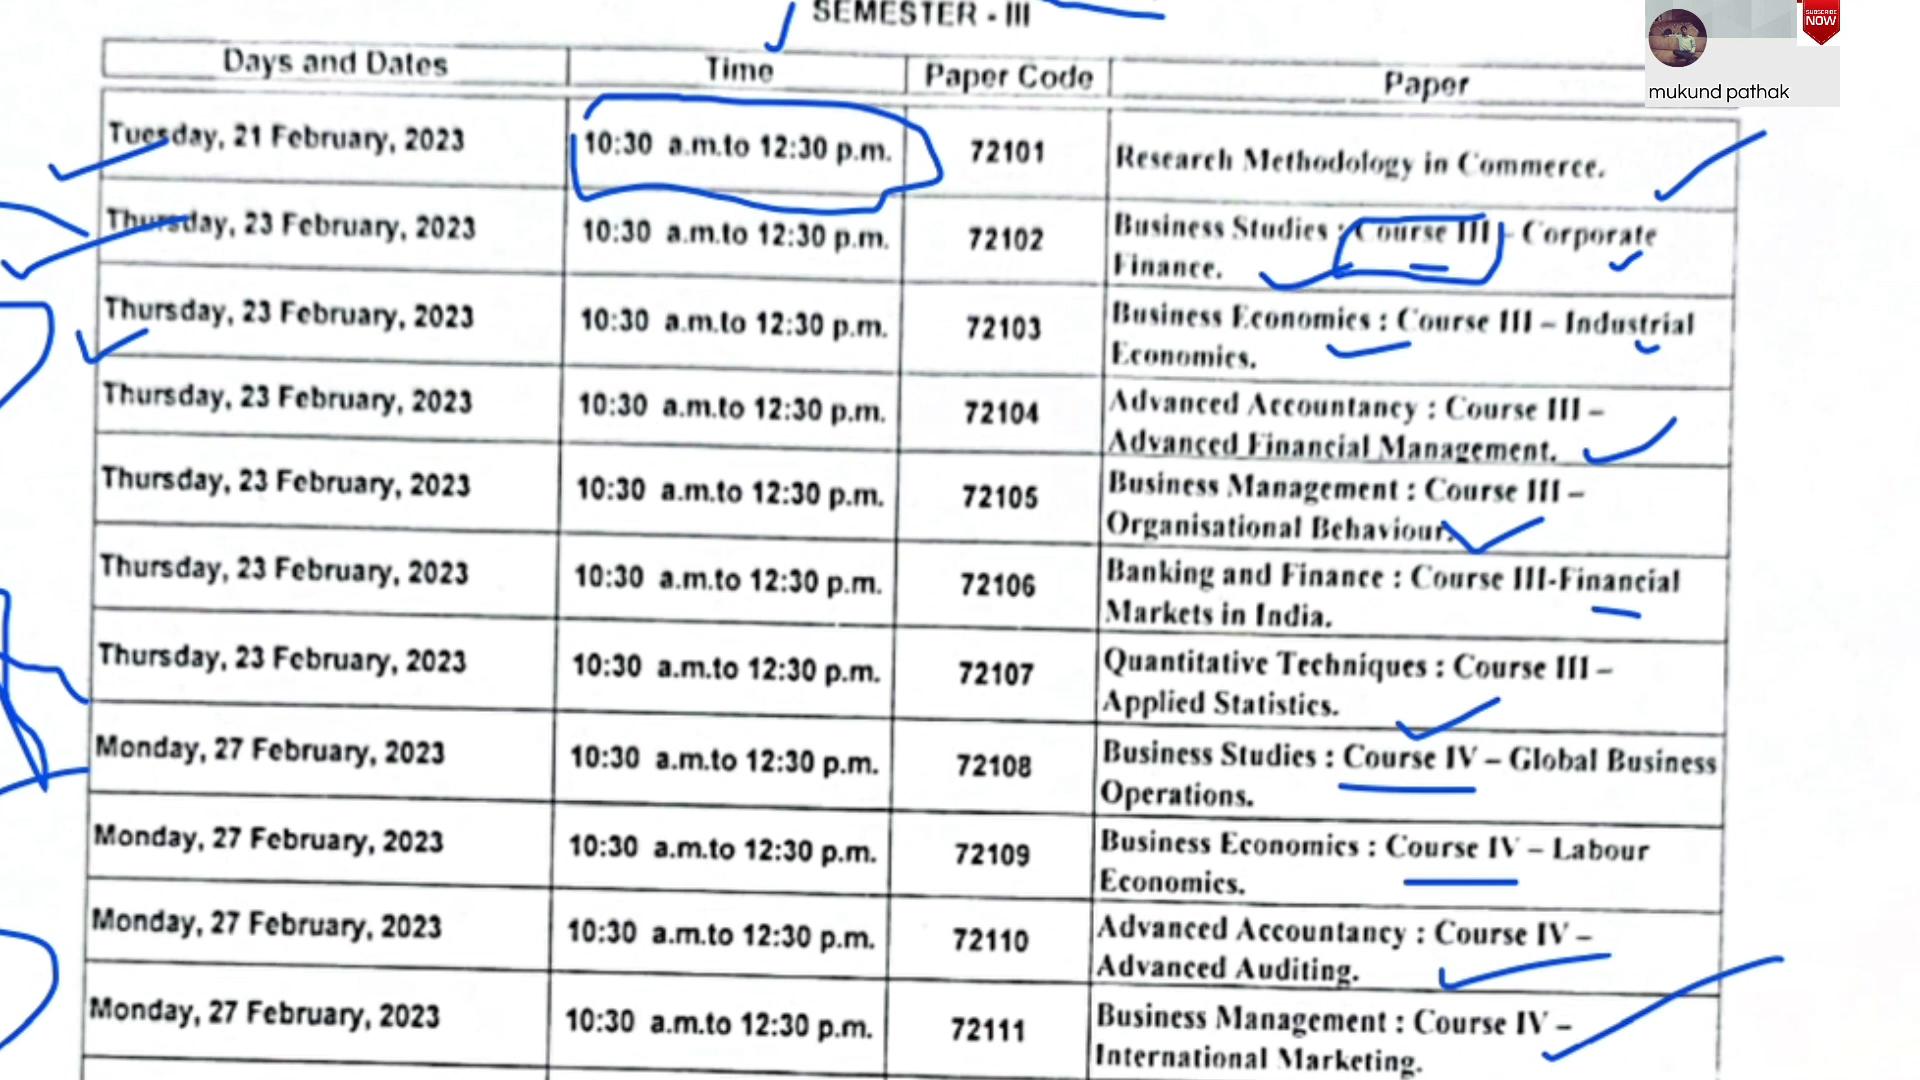 SEMESTER - III
SUBSCRIBE
NOW
mukund pathak
Days and Dates Time Paper Code Paper
Tuesday, 21 February, 2023 10:30 a.m.to 12:30 p.m. 72101 Research Methodology in Commerce.
Thursday, 23 February, 2023 10:30 a.m.to 12:30 p.m. 72102 Business Studies : Course III - Corporate
Finance.
Thursday, 23 February, 2023 10:30 a.m.to 12:30 p.m. 72103 Business Economics : Course III – Industrial
Economics.
Thursday, 23 February, 2023 10:30 a.m.to 12:30 p.m. 72104 Advanced Accountancy : Course III –
Advanced Financial Management.
Thursday, 23 February, 2023 10:30 a.m.to 12:30 p.m. 72105 Business Management : Course III –
Organisational Behaviour.
Thursday, 23 February, 2023 10:30 a.m.to 12:30 p.m. 72106 Banking and Finance : Course III-Financial
Markets in India.
Thursday, 23 February, 2023 10:30 a.m.to 12:30 p.m. 72107 Quantitative Techniques : Course III –
Applied Statistics.
Monday, 27 February, 2023 10:30 a.m.to 12:30 p.m. 72108 Business Studies : Course IV – Global Business
Operations.
Monday, 27 February, 2023 10:30 a.m.to 12:30 p.m. 72109 Business Economics : Course IV – Labour
Economics.
Monday, 27 February, 2023 10:30 a.m.to 12:30 p.m. 72110 Advanced Accountancy : Course IV –
Advanced Auditing.
Monday, 27 February, 2023 10:30 a.m.to 12:30 p.m. 72111 Business Management : Course IV –
International Marketing.